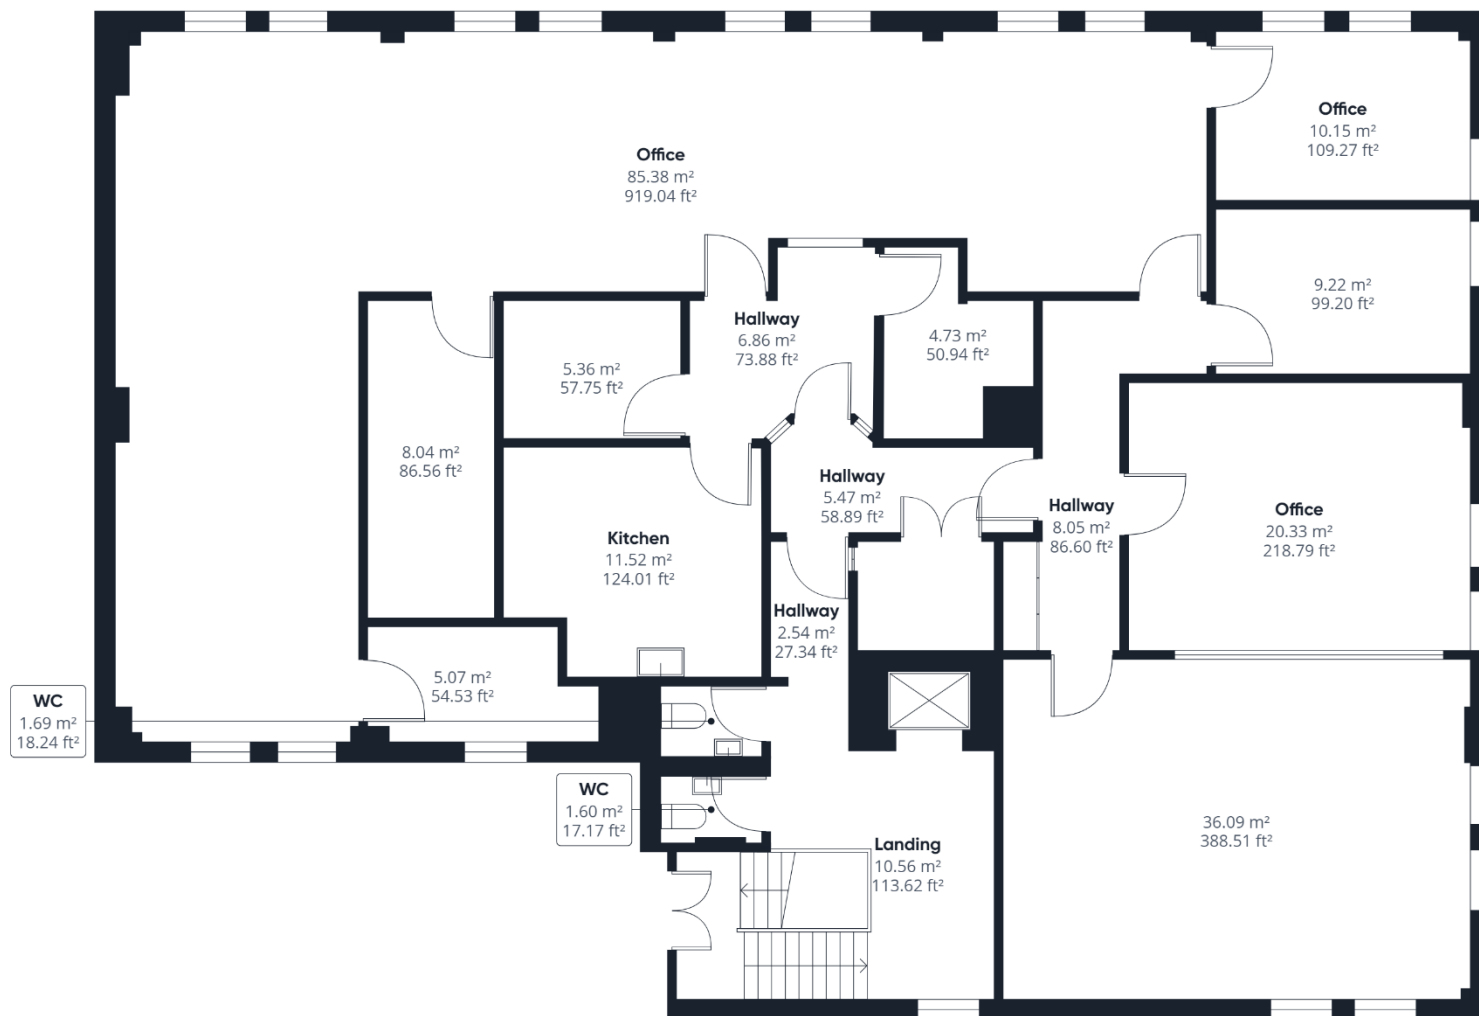 Office
10.15 m²
109.27 ft²
Office
85.38 m²
919.04 ft²
9.22 m²
99.20 ft²
Hallway
6.86 m²
73.88 ft²
4.73 m²
50.94 ft²
5.36 m²
57.75 ft²
8.04 m²
86.56 ft²
Hallway
5.47 m²
58.89 ft²
Hallway
8.05 m²
86.60 ft²
Office
20.33 m²
218.79 ft²
Kitchen
11.52 m²
124.01 ft²
Hallway
2.54 m²
27.34 ft²
5.07 m²
54.53 ft²
WC
1.69 m²
18.24 ft²
WC
1.60 m²
17.17 ft²
Landing
10.56 m²
113.62 ft²
36.09 m²
388.51 ft²